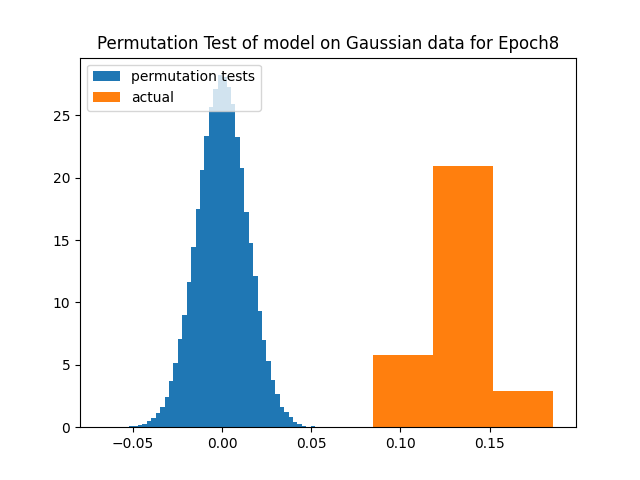 Permutation Test of model on Gaussian data for Epoch8
permutation tests
actual
25
20
15
10
5
0
−0.05 0.00 0.05 0.10 0.15